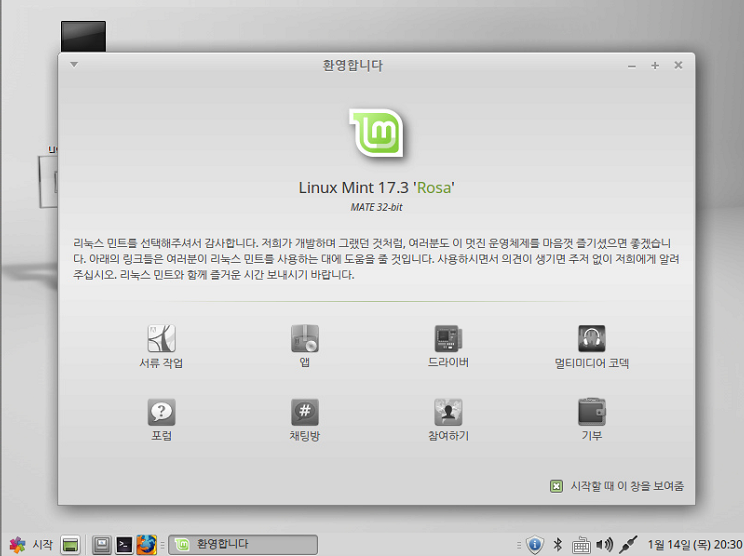 환영합니다
Linux Mint 17.3 'Rosa'
MATE 32-bit
리눅스 민트를 선택해주셔서 감사합니다. 저희가 개발하며 그랬던 것처럼, 여러분도 이 멋진 운영체제를 마음껏 즐기셨으면 좋겠습니
다. 아래의 링크들은 여러분이 리눅스 민트를 사용하는 대에 도움을 줄 것입니다. 사용하시면서 의견이 생기면 주저 없이 저희에게 알려
주십시오. 리눅스 민트와 함께 즐거운 시간 보내시기 바랍니다.
서류 작업 앱 드라이버 멀티미디어 코덱
포럼 채팅방 참여하기 기부
시작할 때 이 창을 보여줌
시작 환영합니다 1월 14일 (목) 20:30